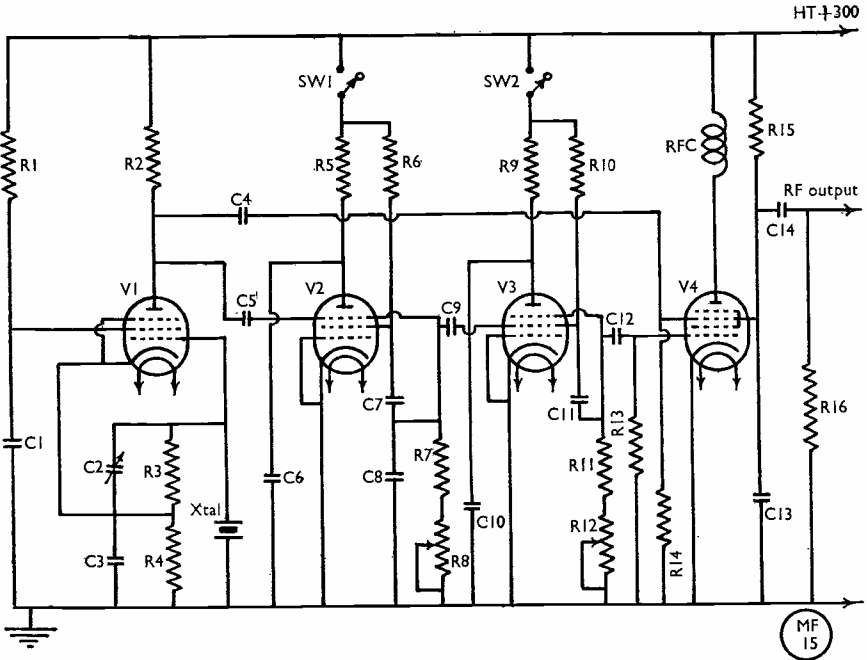 HT+300
SW1
SW2
R1
R2
R5
R6
R9
R10
RFC
R15
C4
RF output
C14
V1
C5
V2
C9
V3
C12
V4
C7
C11
R13
R16
C1
C2
R3
C6
C8
R7
R11
Xtal
C10
C13
C3
R4
R8
R12
R14
MF
15